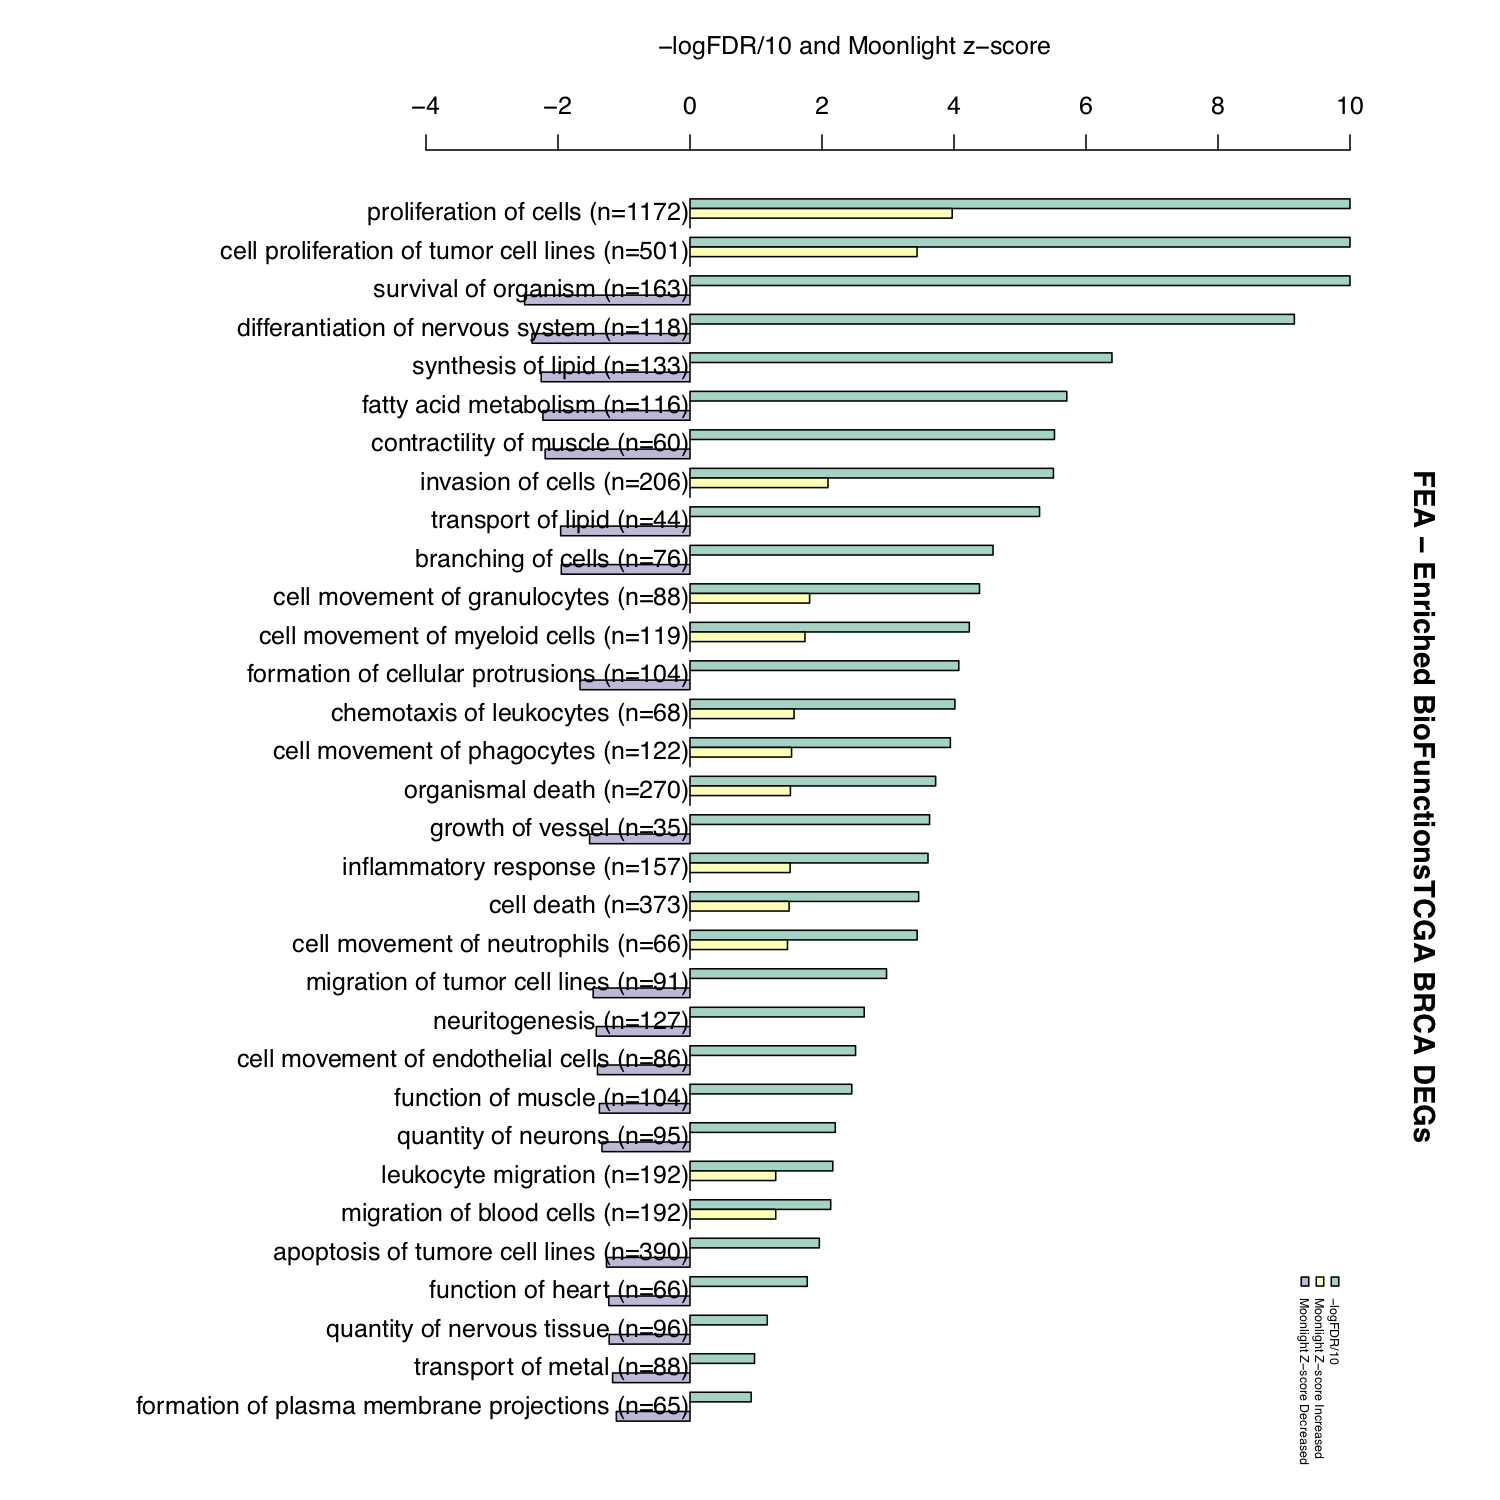 −logFDR/10 and Moonlight z−score
−4 −2 0 2 4 6 8 10
proliferation of cells (n=1172)
cell proliferation of tumor cell lines (n=501)
survival of organism (n=163)
differantiation of nervous system (n=118)
synthesis of lipid (n=133)
fatty acid metabolism (n=116)
contractility of muscle (n=60)
invasion of cells (n=206)
transport of lipid (n=44)
branching of cells (n=76)
cell movement of granulocytes (n=88)
cell movement of myeloid cells (n=119)
formation of cellular protrusions (n=104)
chemotaxis of leukocytes (n=68)
cell movement of phagocytes (n=122)
organismal death (n=270)
growth of vessel (n=35)
inflammatory response (n=157)
cell death (n=373)
cell movement of neutrophils (n=66)
migration of tumor cell lines (n=91)
neuritogenesis (n=127)
cell movement of endothelial cells (n=86)
function of muscle (n=104)
quantity of neurons (n=95)
leukocyte migration (n=192)
migration of blood cells (n=192)
apoptosis of tumore cell lines (n=390)
function of heart (n=66)
quantity of nervous tissue (n=96)
transport of metal (n=88)
formation of plasma membrane projections (n=65)
FEA − Enriched BioFunctionsTCGA BRCA DEGs
−logFDR/10
Moonlight Z−score Increased
Moonlight Z−score Decreased